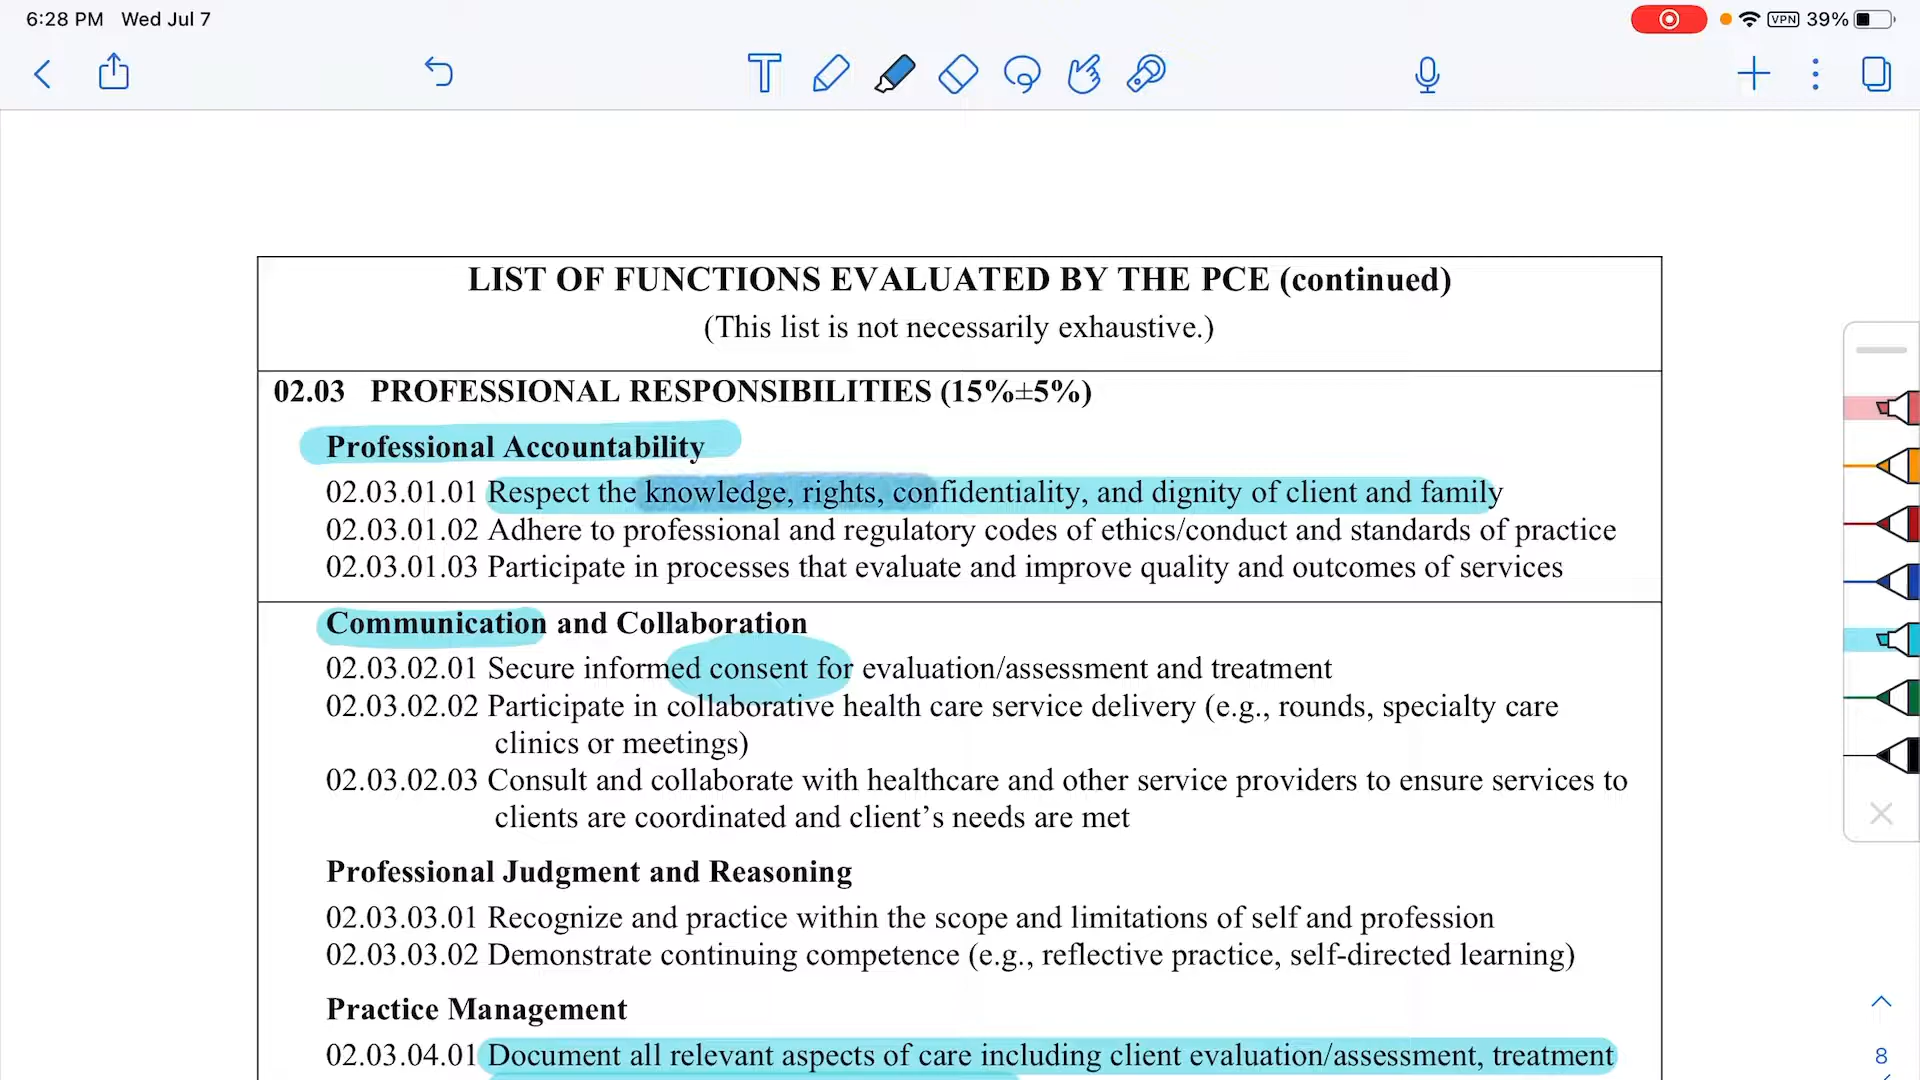 6:28 PM Wed Jul 7
VPN 39%
T
LIST OF FUNCTIONS EVALUATED BY THE PCE (continued)
(This list is not necessarily exhaustive.)
02.03 PROFESSIONAL RESPONSIBILITIES (15%±5%)
Professional Accountability
02.03.01.01 Respect the knowledge, rights, confidentiality, and dignity of client and family
02.03.01.02 Adhere to professional and regulatory codes of ethics/conduct and standards of practice
02.03.01.03 Participate in processes that evaluate and improve quality and outcomes of services
Communication and Collaboration
02.03.02.01 Secure informed consent for evaluation/assessment and treatment
02.03.02.02 Participate in collaborative health care service delivery (e.g., rounds, specialty care
clinics or meetings)
02.03.02.03 Consult and collaborate with healthcare and other service providers to ensure services to
clients are coordinated and client’s needs are met
Professional Judgment and Reasoning
02.03.03.01 Recognize and practice within the scope and limitations of self and profession
02.03.03.02 Demonstrate continuing competence (e.g., reflective practice, self-directed learning)
Practice Management
02.03.04.01 Document all relevant aspects of care including client evaluation/assessment, treatment
8